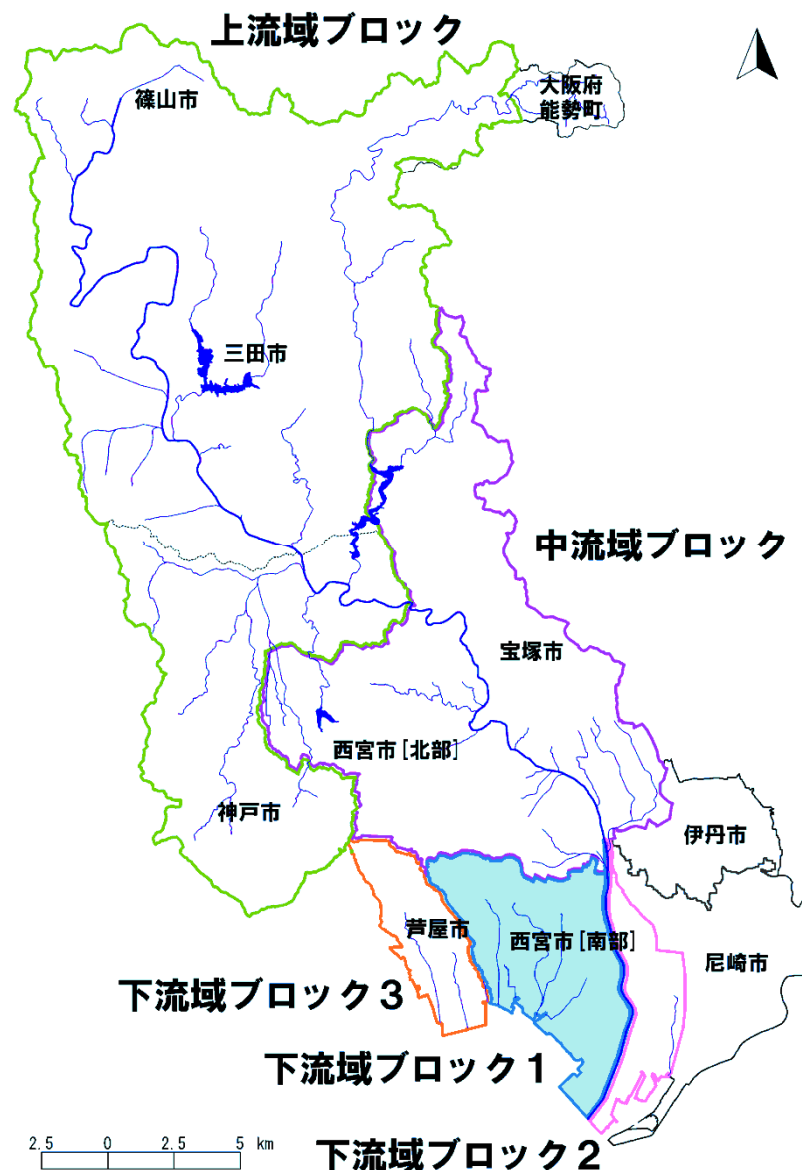 上流域ブロック
大阪府
能勢町
篠山市
三田市
中流域ブロック
宝塚市
西宮市[北部]
神戸市
伊丹市
芦屋市
西宮市[南部]
尼崎市
下流域ブロック3
下流域ブロック1
下流域ブロック2
2.5 0 2.5 5 km